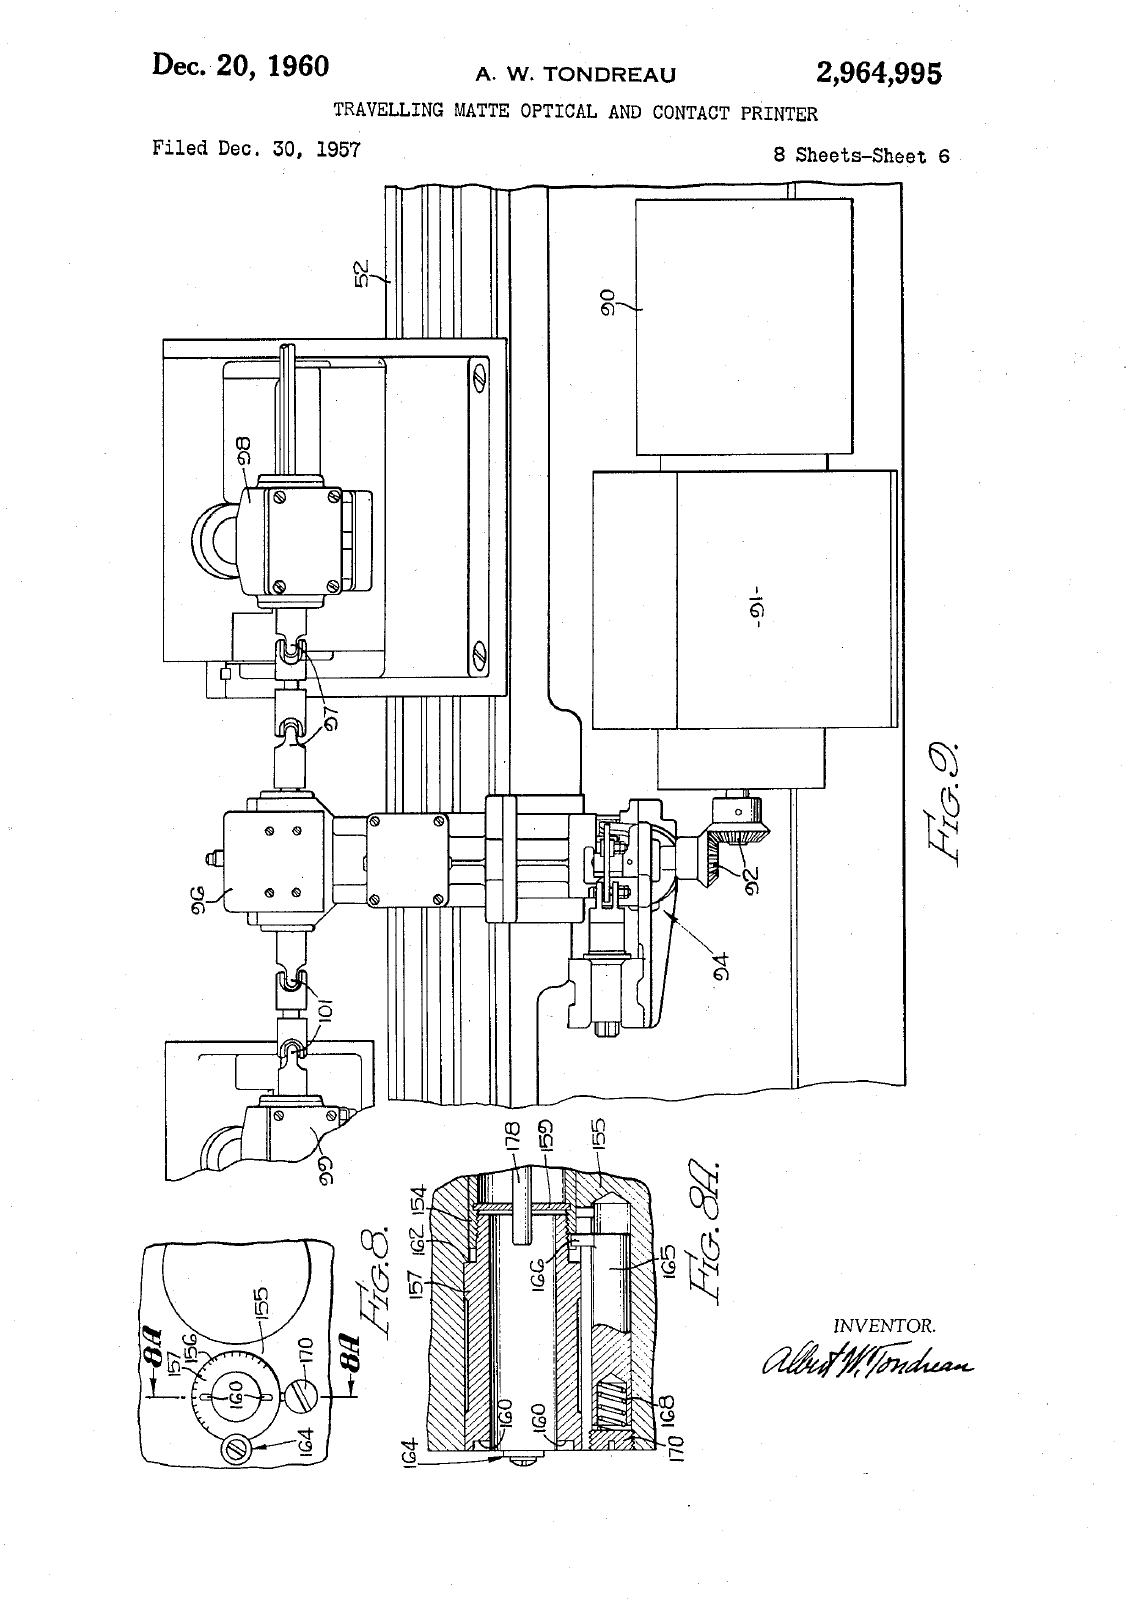 Dec. 20, 1960
A. W. TONDREAU
2,964,995
TRAVELLING MATTE OPTICAL AND CONTACT PRINTER
Filed Dec. 30, 1957
8 Sheets-Sheet 6
52
90
98
-91-
97
96
92
94
101
99
FIG. 9.
178
159
155
154
162
157
166
165
160
160
168
164
170
FIG. 8A.
8A
8A
157
156
155
160
170
164
FIG. 8.
INVENTOR.
Albert W. Tondreau